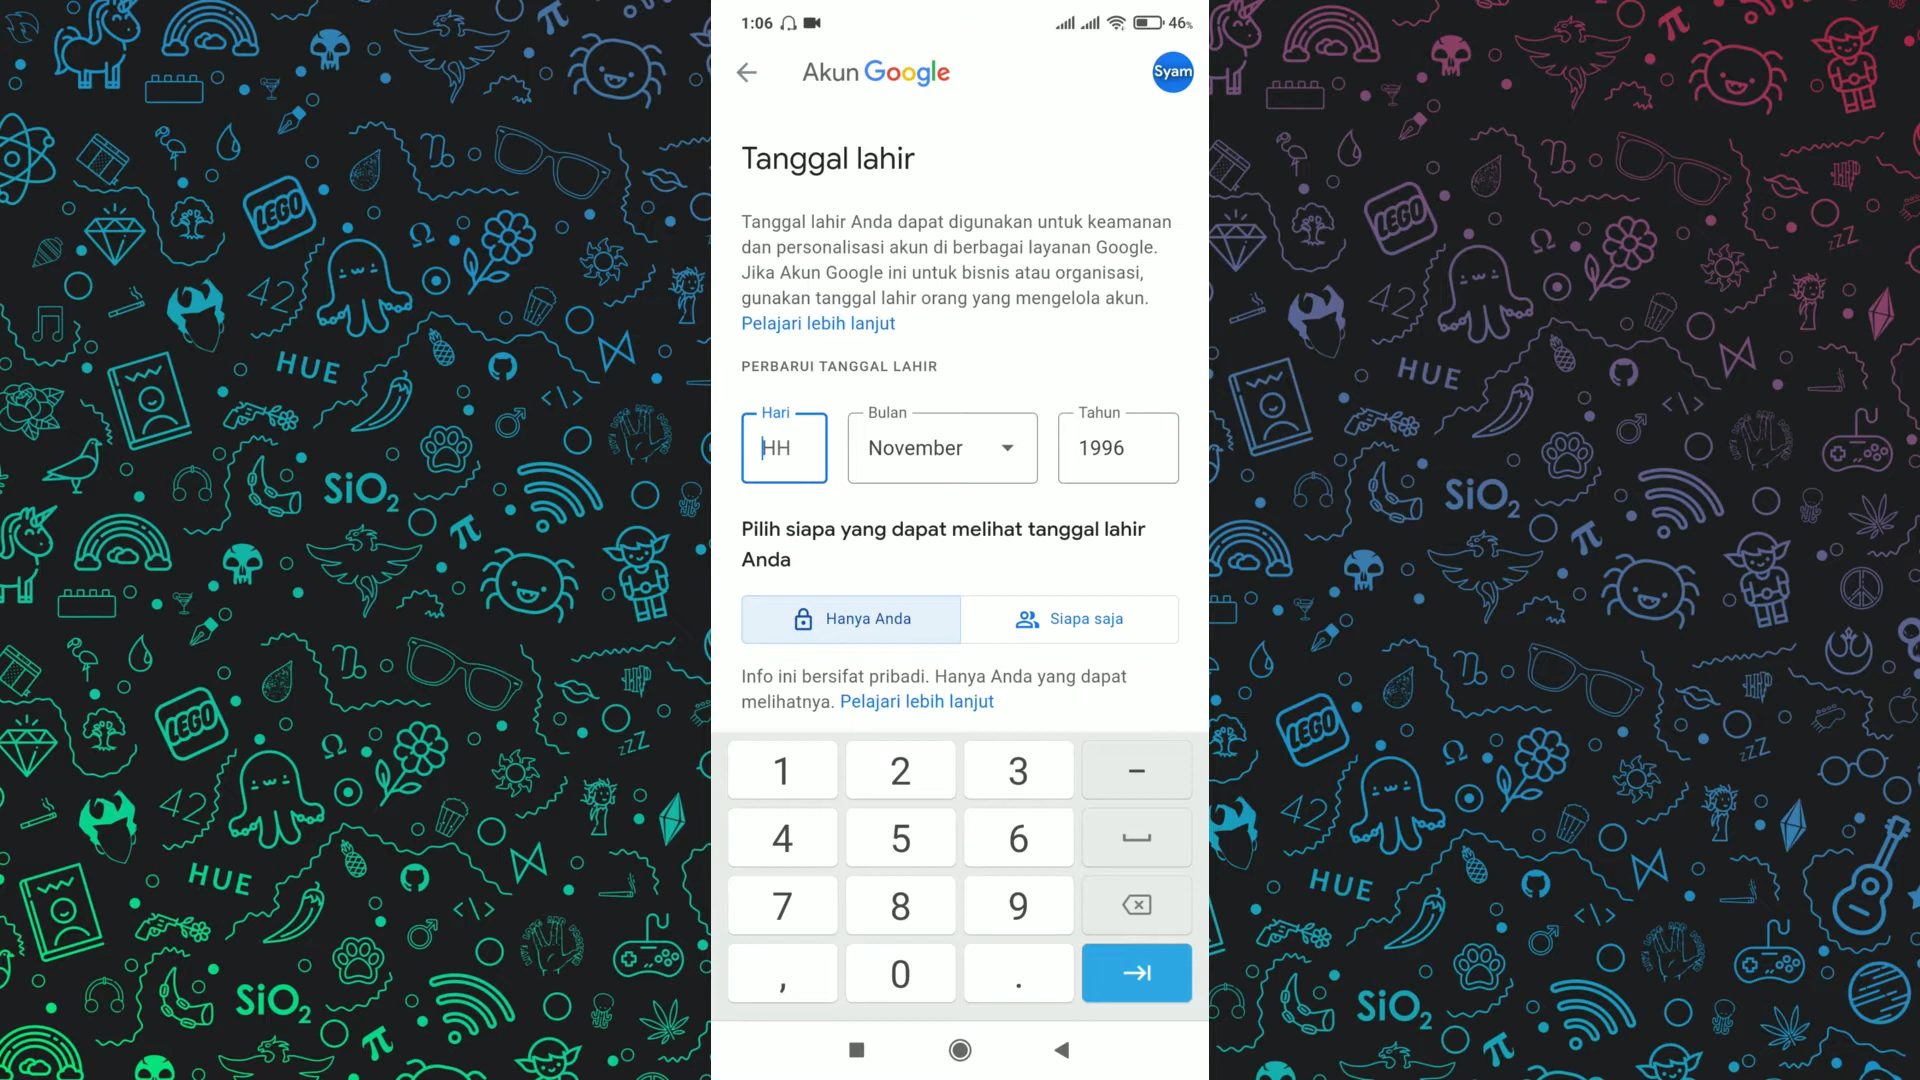 1:06 46%
Akun Google Syam
Tanggal lahir
Tanggal lahir Anda dapat digunakan untuk keamanan
dan personalisasi akun di berbagai layanan Google.
Jika Akun Google ini untuk bisnis atau organisasi,
gunakan tanggal lahir orang yang mengelola akun.
Pelajari lebih lanjut
PERBARUI TANGGAL LAHIR
Hari Bulan Tahun
HH November 1996
Pilih siapa yang dapat melihat tanggal lahir
Anda
Hanya Anda Siapa saja
Info ini bersifat pribadi. Hanya Anda yang dapat
melihatnya. Pelajari lebih lanjut
1 2 3 –
4 5 6
7 8 9
, 0 .
π
LEGO
Ω
42
HUE
</>
SiO₂
π
LEGO
Ω
zzZ
42
HUE
</>
SiO₂
π
π
LEGO
Ω
zzZ
42
HUE
</>
SiO₂
π
LEGO
Ω
zzZ
42
HUE
</>
SiO₂
π